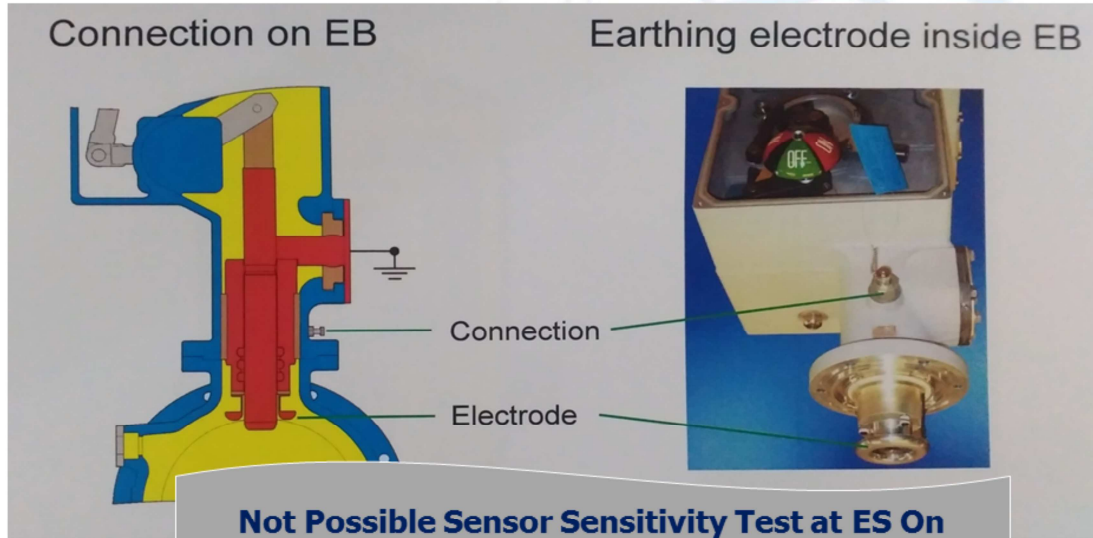 Connection on EB
Earthing electrode inside EB
OFF
Connection
Electrode
Not Possible Sensor Sensitivity Test at ES On